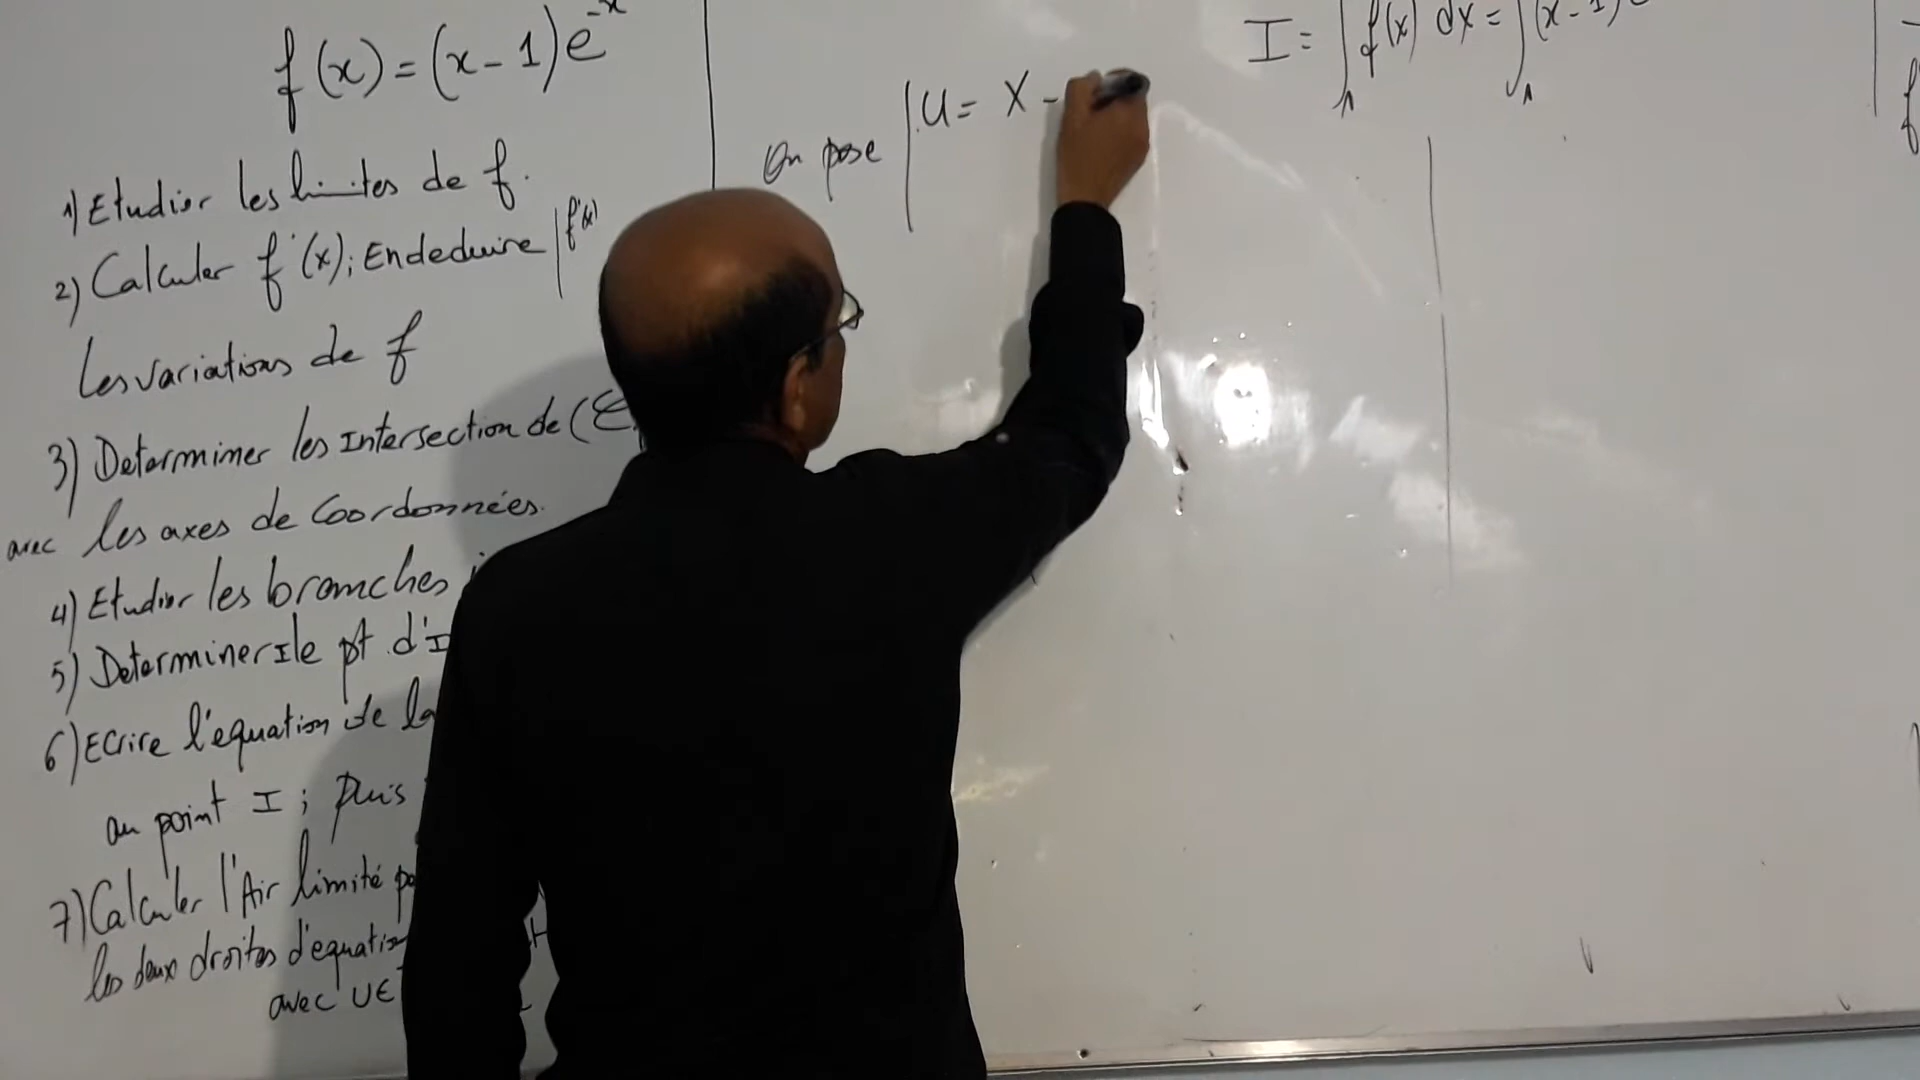 f(x) = (x-1)e^-x
1) Etudier les limites de f.
2) Calculer f'(x); En deduire | f'(x)
les variations de f
3) Determiner les Intersection de (C
avec les axes de Coordonnées.
4) Etudier les branches
5) Determiner le pt d'I
6) Ecrire l'equation de la
au point I; puis
7) Calculer l'Air limité
les deux droites d'equation
avec
On pose | U = X -
I = ∫ f(x) dx = ∫ (x-1)